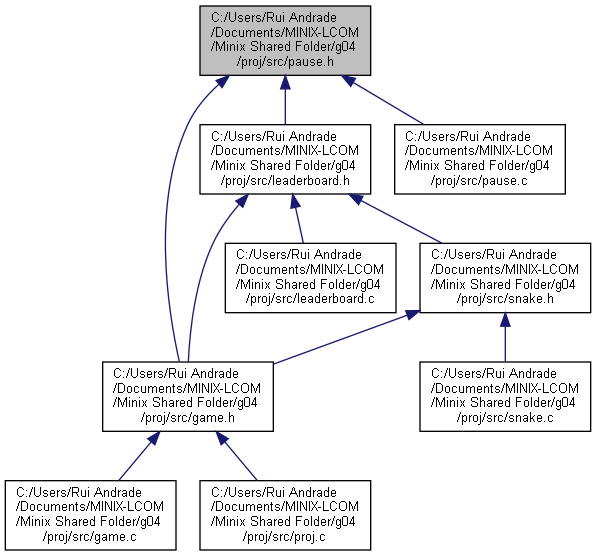 C:/Users/Rui Andrade
/Documents/MINIX-LCOM
/Minix Shared Folder/g04
/proj/src/pause.h
C:/Users/Rui Andrade
/Documents/MINIX-LCOM
/Minix Shared Folder/g04
/proj/src/leaderboard.h
C:/Users/Rui Andrade
/Documents/MINIX-LCOM
/Minix Shared Folder/g04
/proj/src/pause.c
C:/Users/Rui Andrade
/Documents/MINIX-LCOM
/Minix Shared Folder/g04
/proj/src/leaderboard.c
C:/Users/Rui Andrade
/Documents/MINIX-LCOM
/Minix Shared Folder/g04
/proj/src/snake.h
C:/Users/Rui Andrade
/Documents/MINIX-LCOM
/Minix Shared Folder/g04
/proj/src/game.h
C:/Users/Rui Andrade
/Documents/MINIX-LCOM
/Minix Shared Folder/g04
/proj/src/snake.c
C:/Users/Rui Andrade
/Documents/MINIX-LCOM
/Minix Shared Folder/g04
/proj/src/game.c
C:/Users/Rui Andrade
/Documents/MINIX-LCOM
/Minix Shared Folder/g04
/proj/src/proj.c